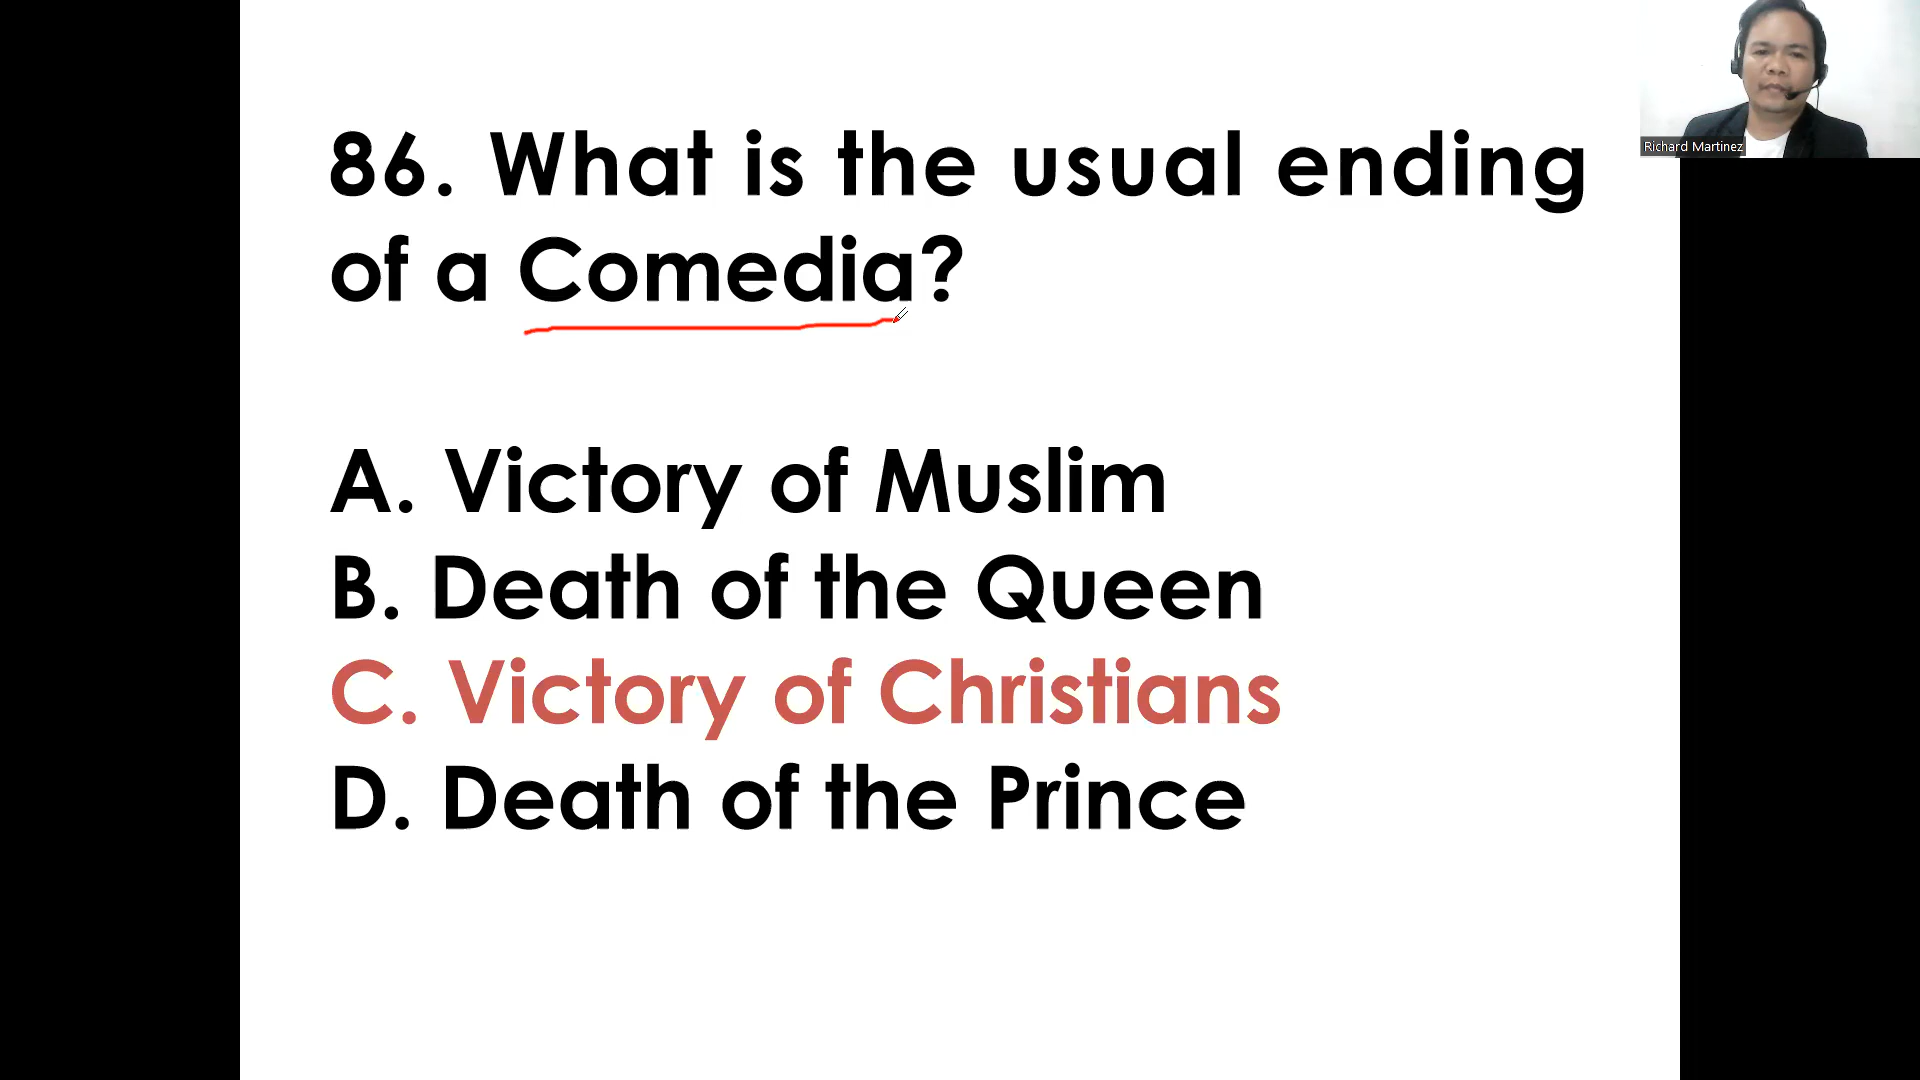 86. What is the usual ending
of a Comedia?
A. Victory of Muslim
B. Death of the Queen
C. Victory of Christians
D. Death of the Prince
Richard Martinez